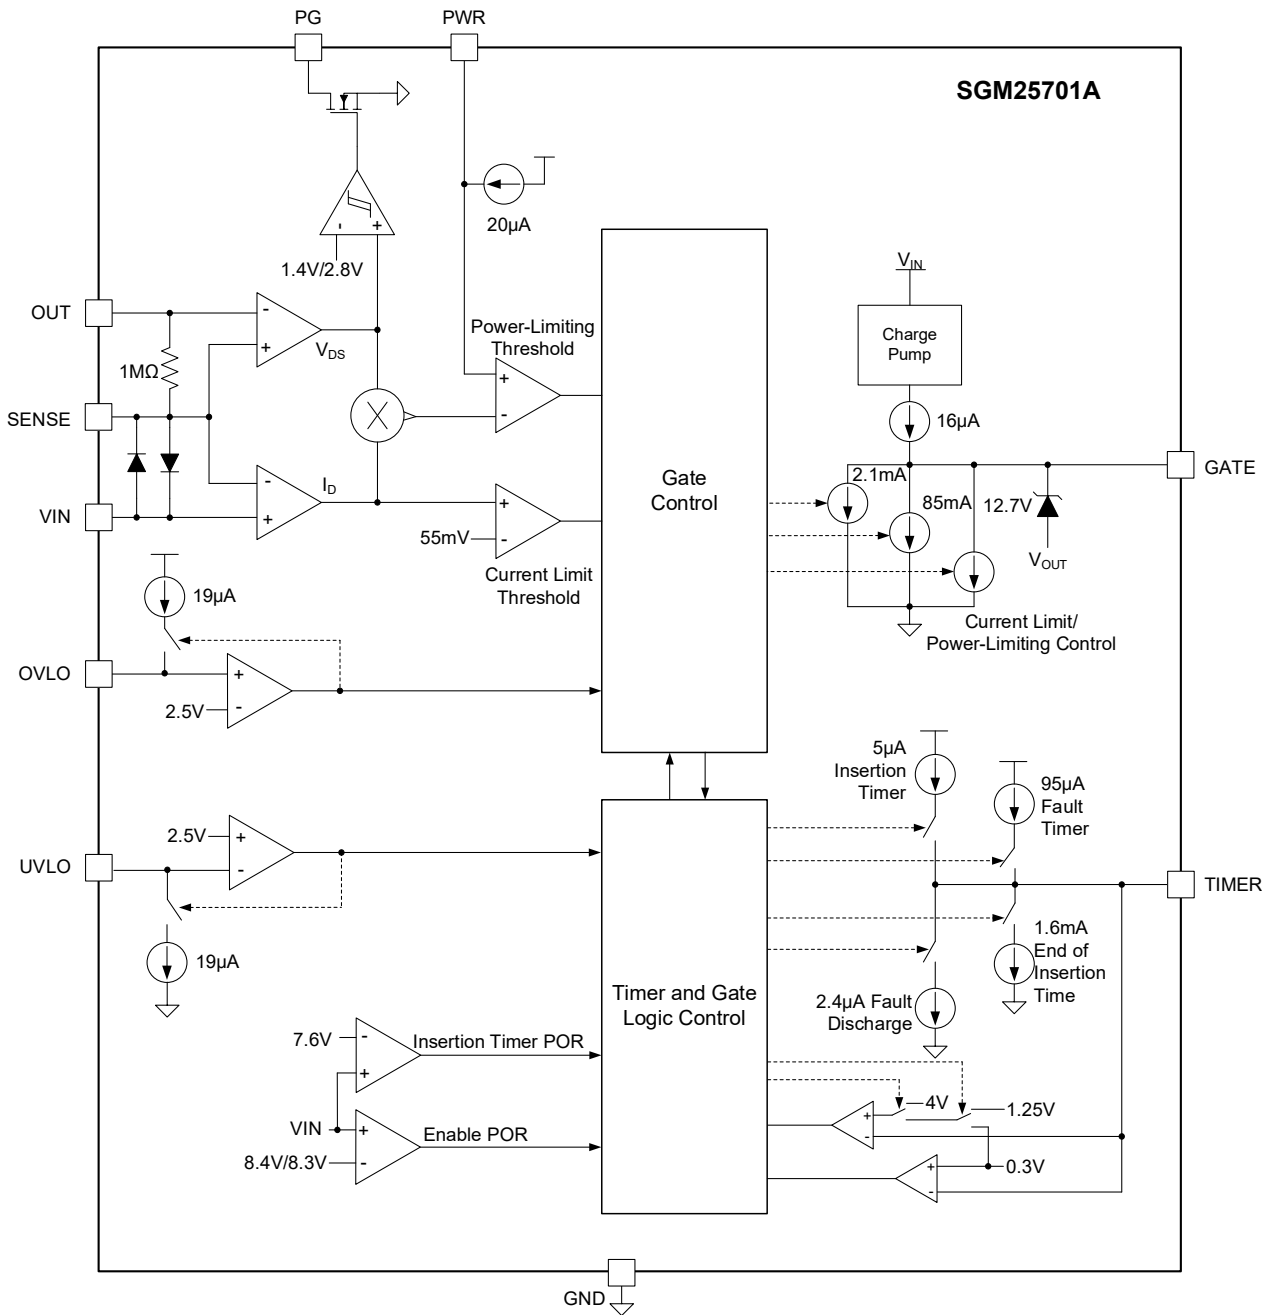 PG
PWR
SGM25701A
20µA
- +
1.4V/2.8V
OUT
-
+
VDS
1MΩ
Power-Limiting
Threshold
+
-
X
SENSE
VIN
-
+
ID
+
-
55mV
Current Limit
Threshold
Gate
Control
VIN
Charge
Pump
16µA
GATE
2.1mA
85mA
12.7V
VOUT
Current Limit/
Power-Limiting Control
19µA
OVLO
+
-
2.5V
5µA
Insertion
Timer
95µA
Fault
Timer
2.5V
+
-
UVLO
19µA
TIMER
1.6mA
End of
Insertion
Time
2.4µA Fault
Discharge
Timer and Gate
Logic Control
7.6V
-
+
Insertion Timer POR
VIN
+
-
Enable POR
8.4V/8.3V
4V
1.25V
+
-
0.3V
+
-
GND